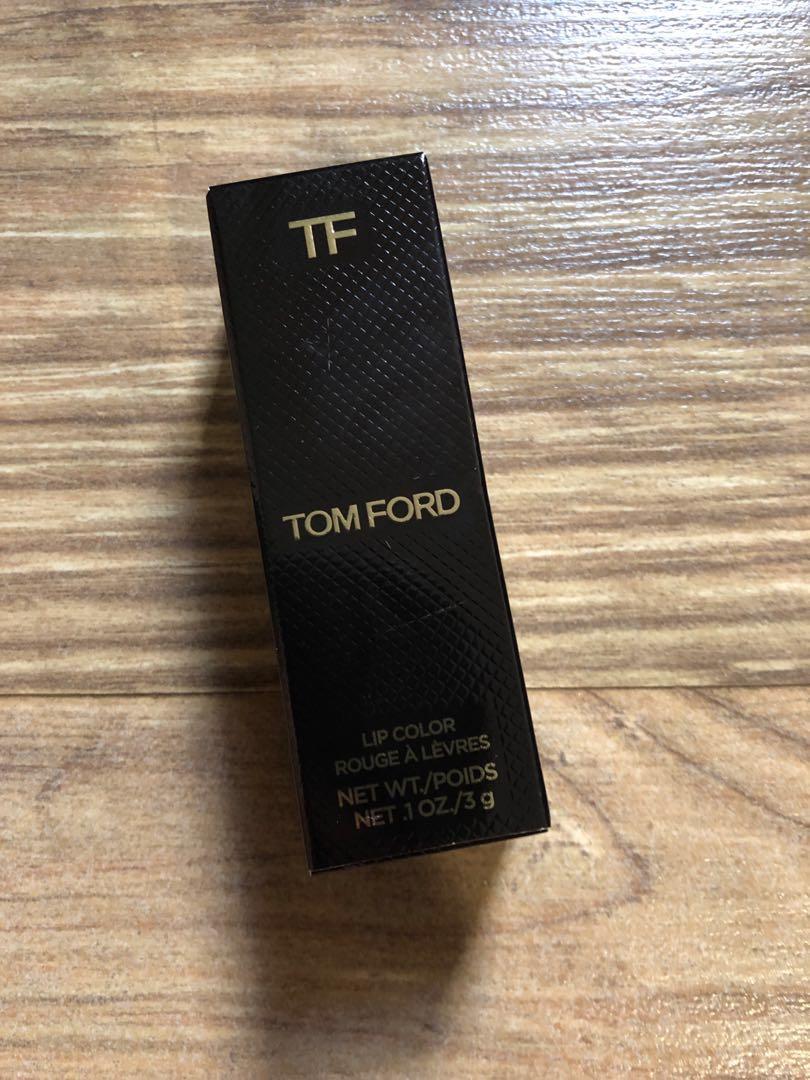 TF
TOM FORD
LIP COLOR
ROUGE À LÈVRES
NET WT./POIDS
NET .1 OZ./3 g